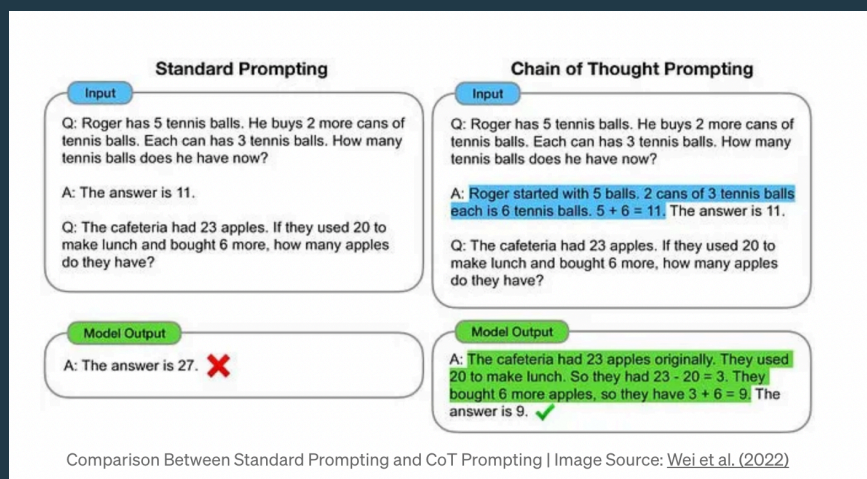 Standard Prompting
Input
Q: Roger has 5 tennis balls. He buys 2 more cans of
tennis balls. Each can has 3 tennis balls. How many
tennis balls does he have now?
A: The answer is 11.
Q: The cafeteria had 23 apples. If they used 20 to
make lunch and bought 6 more, how many apples
do they have?
Model Output
A: The answer is 27.
Chain of Thought Prompting
Input
Q: Roger has 5 tennis balls. He buys 2 more cans of
tennis balls. Each can has 3 tennis balls. How many
tennis balls does he have now?
A: Roger started with 5 balls. 2 cans of 3 tennis balls
each is 6 tennis balls. 5 + 6 = 11. The answer is 11.
Q: The cafeteria had 23 apples. If they used 20 to
make lunch and bought 6 more, how many apples
do they have?
Model Output
A: The cafeteria had 23 apples originally. They used
20 to make lunch. So they had 23 - 20 = 3. They
bought 6 more apples, so they have 3 + 6 = 9. The
answer is 9.
Comparison Between Standard Prompting and CoT Prompting | Image Source: Wei et al. (2022)